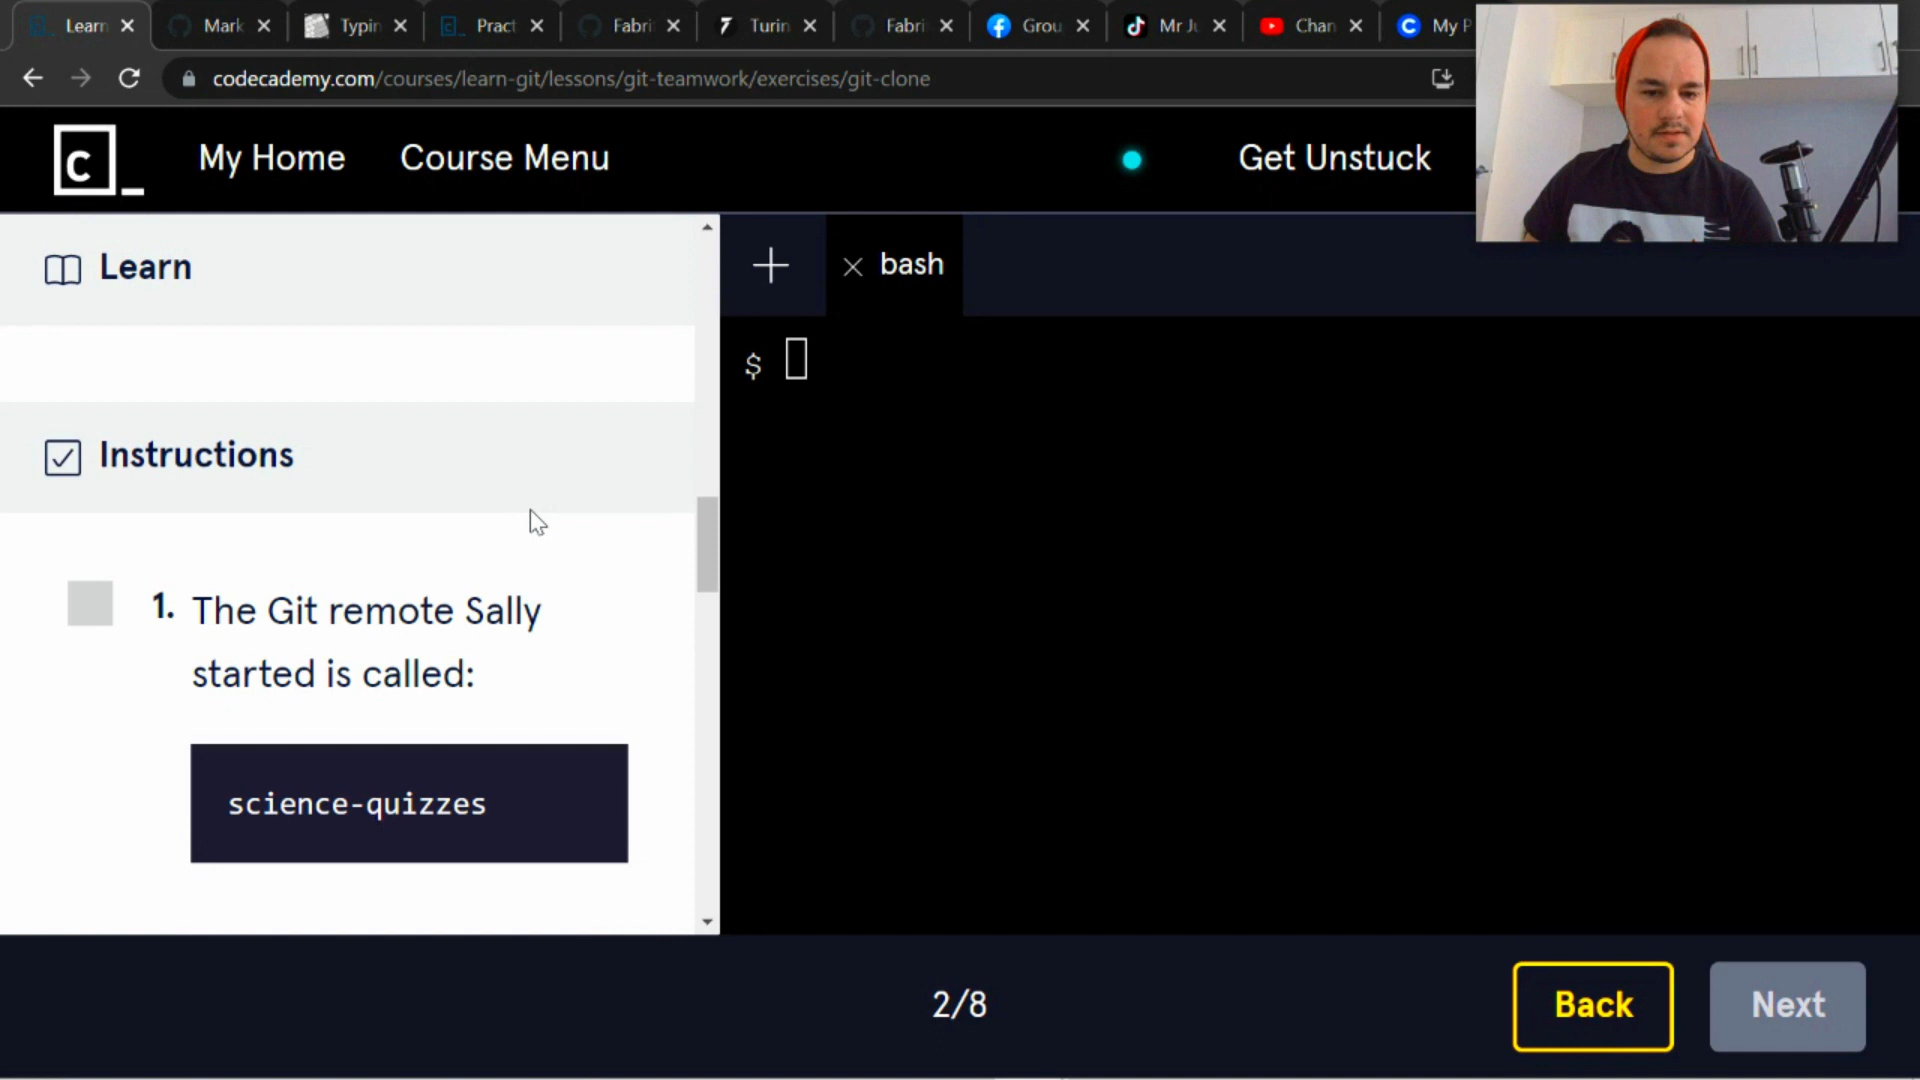 Learn
Mark
Typin
Pract
Fabri
Turin
Fabri
Grou
Mr Ju
Chan
My P
codecademy.com/courses/learn-git/lessons/git-teamwork/exercises/git-clone
c_
My Home
Course Menu
Get Unstuck
Learn
bash
$
Instructions
1. The Git remote Sally
started is called:
science-quizzes
2/8
Back
Next